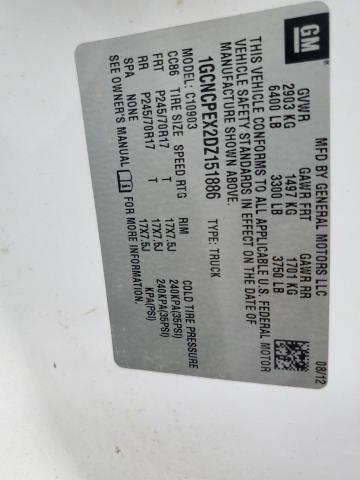 GM
MFD BY GENERAL MOTORS LLC 08/12
GVWR GAWR FRT GAWR RR
2903 KG 1497 KG 1701 KG
6400 LB 3300 LB 3750 LB
THIS VEHICLE CONFORMS TO ALL APPLICABLE U.S. FEDERAL MOTOR
VEHICLE SAFETY STANDARDS IN EFFECT ON THE DATE OF
MANUFACTURE SHOWN ABOVE.
1GCNCPEX2DZ151886 TYPE: TRUCK
MODEL: C10903
CC86 TIRE SIZE SPEED RTG RIM COLD TIRE PRESSURE
FRT P245/70R17 T 17X7.5J 240KPA(35PSI)
RR P245/70R17 T 17X7.5J 240KPA(35PSI)
SPA NONE KPA(PSI)
SEE OWNER'S MANUAL FOR MORE INFORMATION.